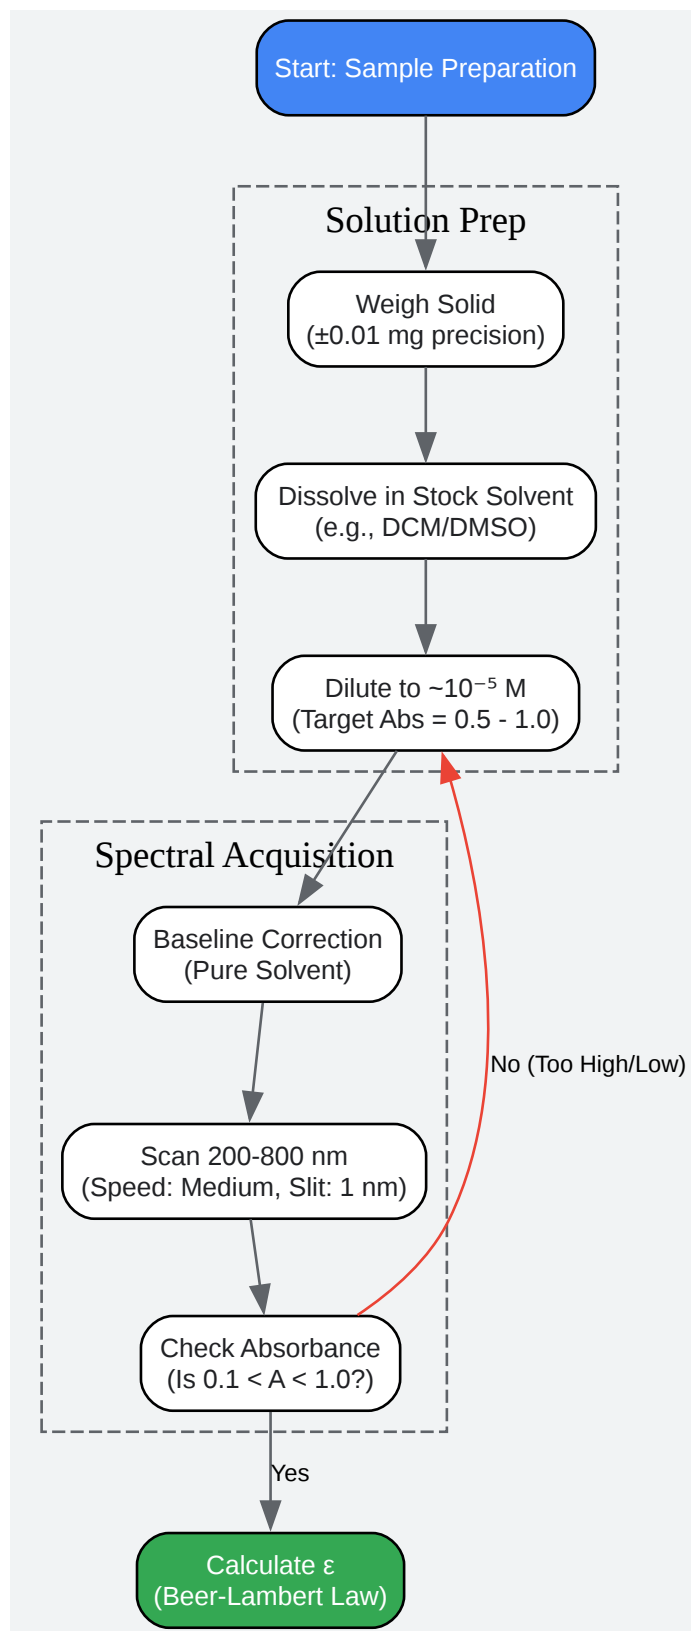 Start: Sample Preparation
Solution Prep
Weigh Solid
(±0.01 mg precision)
Dissolve in Stock Solvent
(e.g., DCM/DMSO)
Dilute to ~10⁻⁵ M
(Target Abs = 0.5 - 1.0)
Spectral Acquisition
Baseline Correction
(Pure Solvent)
No (Too High/Low)
Scan 200-800 nm
(Speed: Medium, Slit: 1 nm)
Check Absorbance
(Is 0.1 < A < 1.0?)
Yes
Calculate ε
(Beer-Lambert Law)